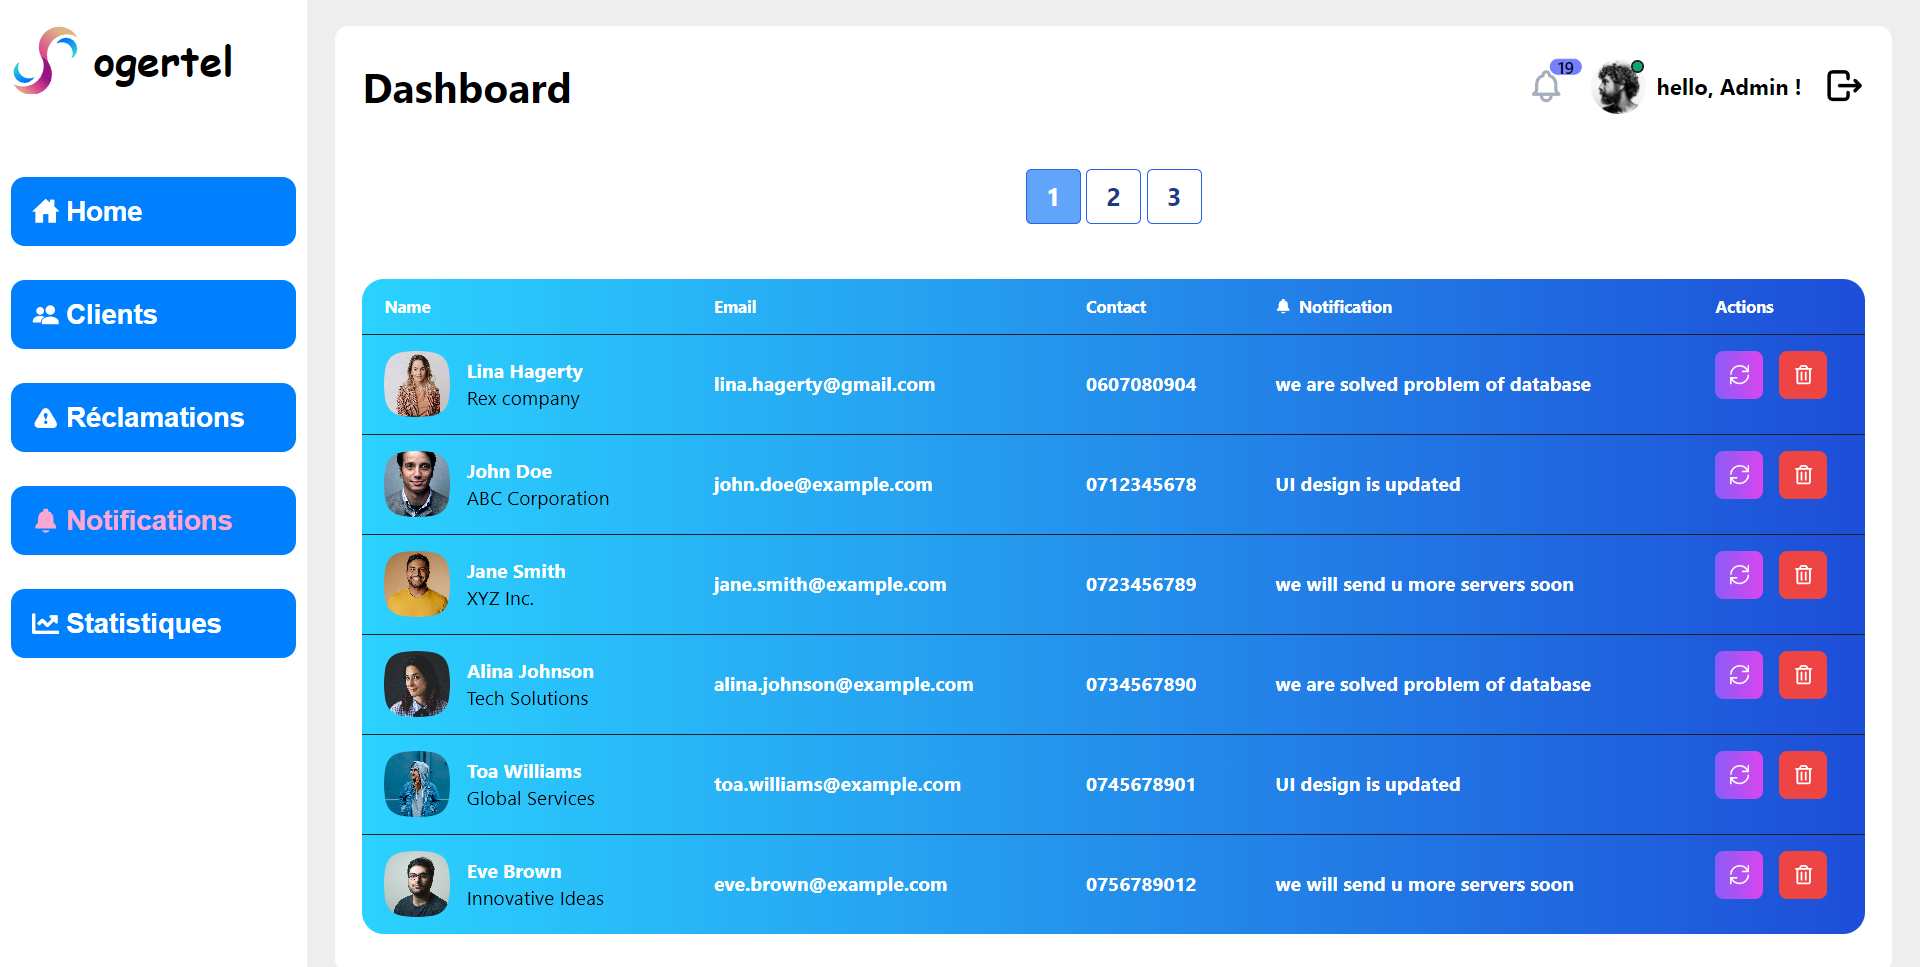 ogertel
Home
Clients
Réclamations
Notifications
Statistiques
Dashboard
19
hello, Admin !
1 2 3
Name Email Contact Notification Actions
Lina Hagerty
Rex company
lina.hagerty@gmail.com 0607080904 we are solved problem of database
John Doe
ABC Corporation
john.doe@example.com 0712345678 UI design is updated
Jane Smith
XYZ Inc.
jane.smith@example.com 0723456789 we will send u more servers soon
Alina Johnson
Tech Solutions
alina.johnson@example.com 0734567890 we are solved problem of database
Toa Williams
Global Services
toa.williams@example.com 0745678901 UI design is updated
Eve Brown
Innovative Ideas
eve.brown@example.com 0756789012 we will send u more servers soon